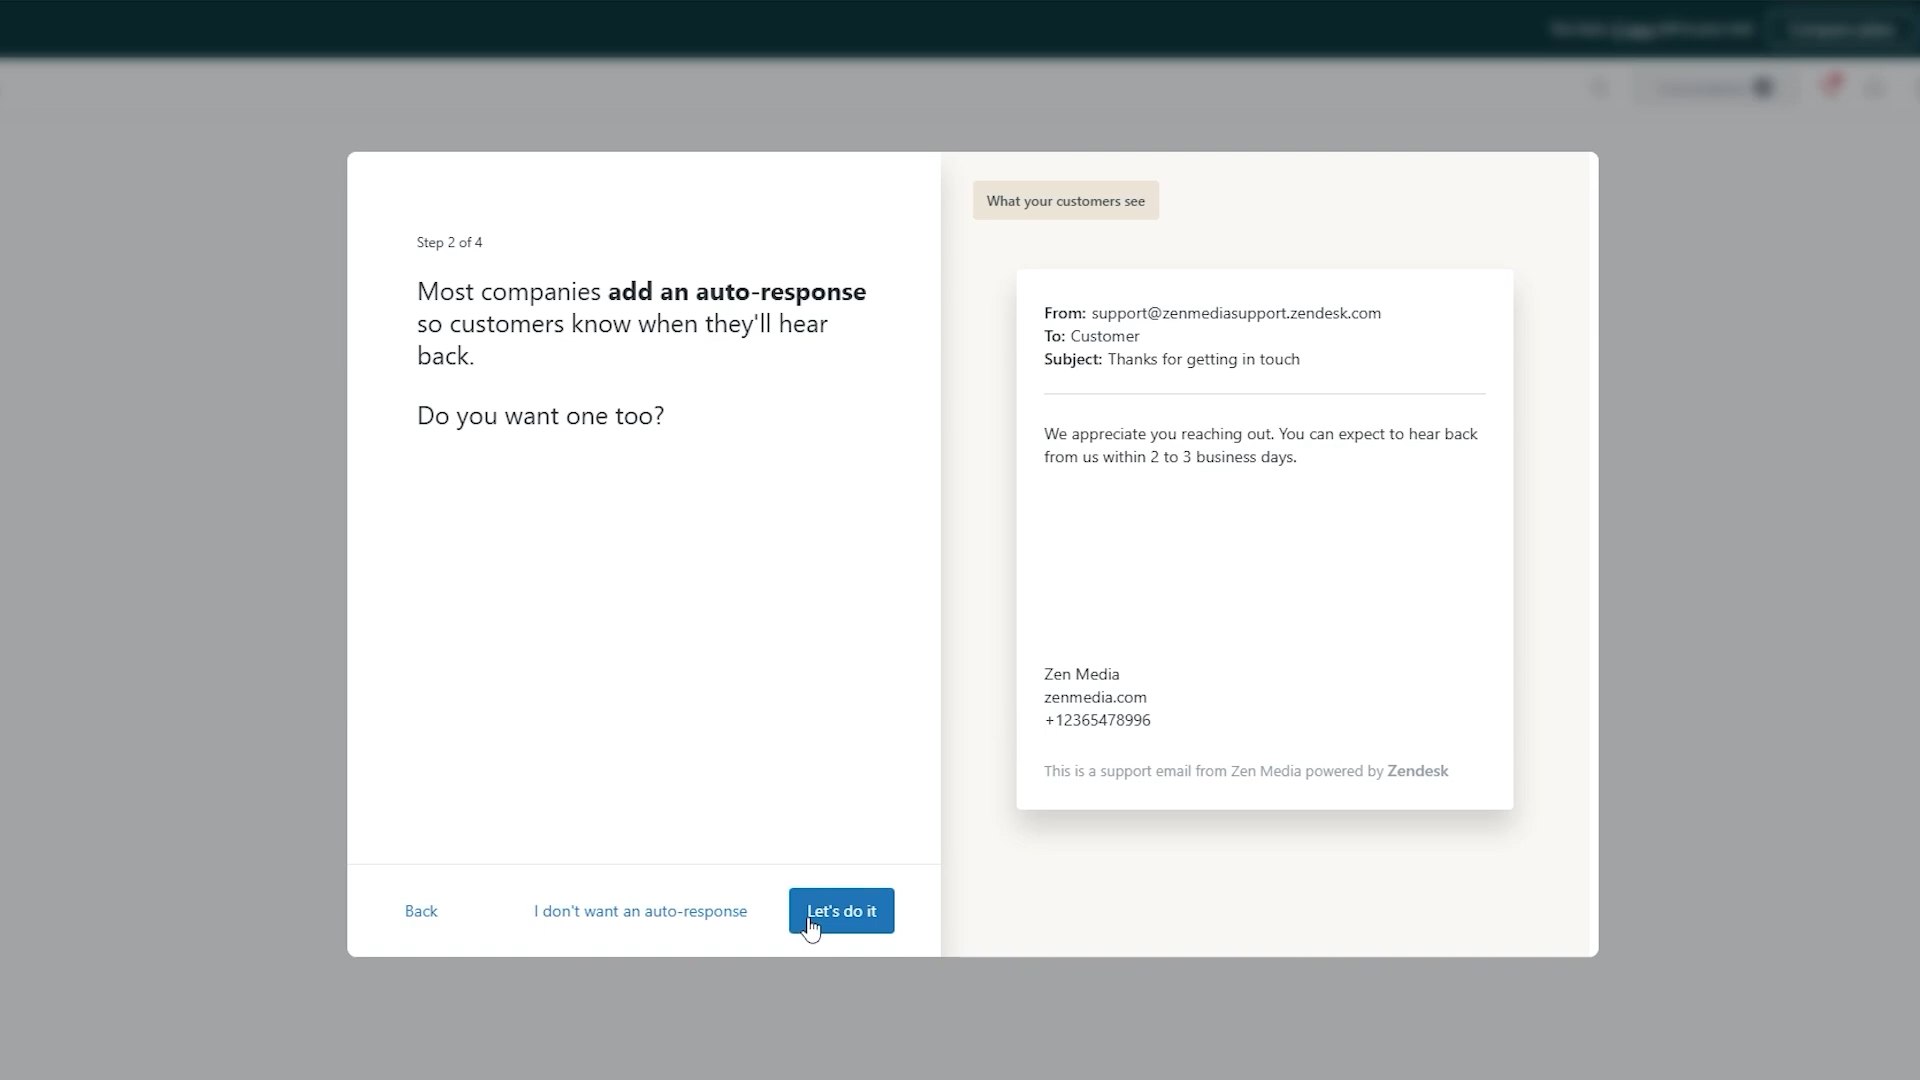 What your customers see
Step 2 of 4
Most companies add an auto-response
so customers know when they'll hear
back.
Do you want one too?
From: support@zenmediasupport.zendesk.com
To: Customer
Subject: Thanks for getting in touch
We appreciate you reaching out. You can expect to hear back
from us within 2 to 3 business days.
Zen Media
zenmedia.com
+12365478996
This is a support email from Zen Media powered by Zendesk
Back
I don't want an auto-response
Let's do it